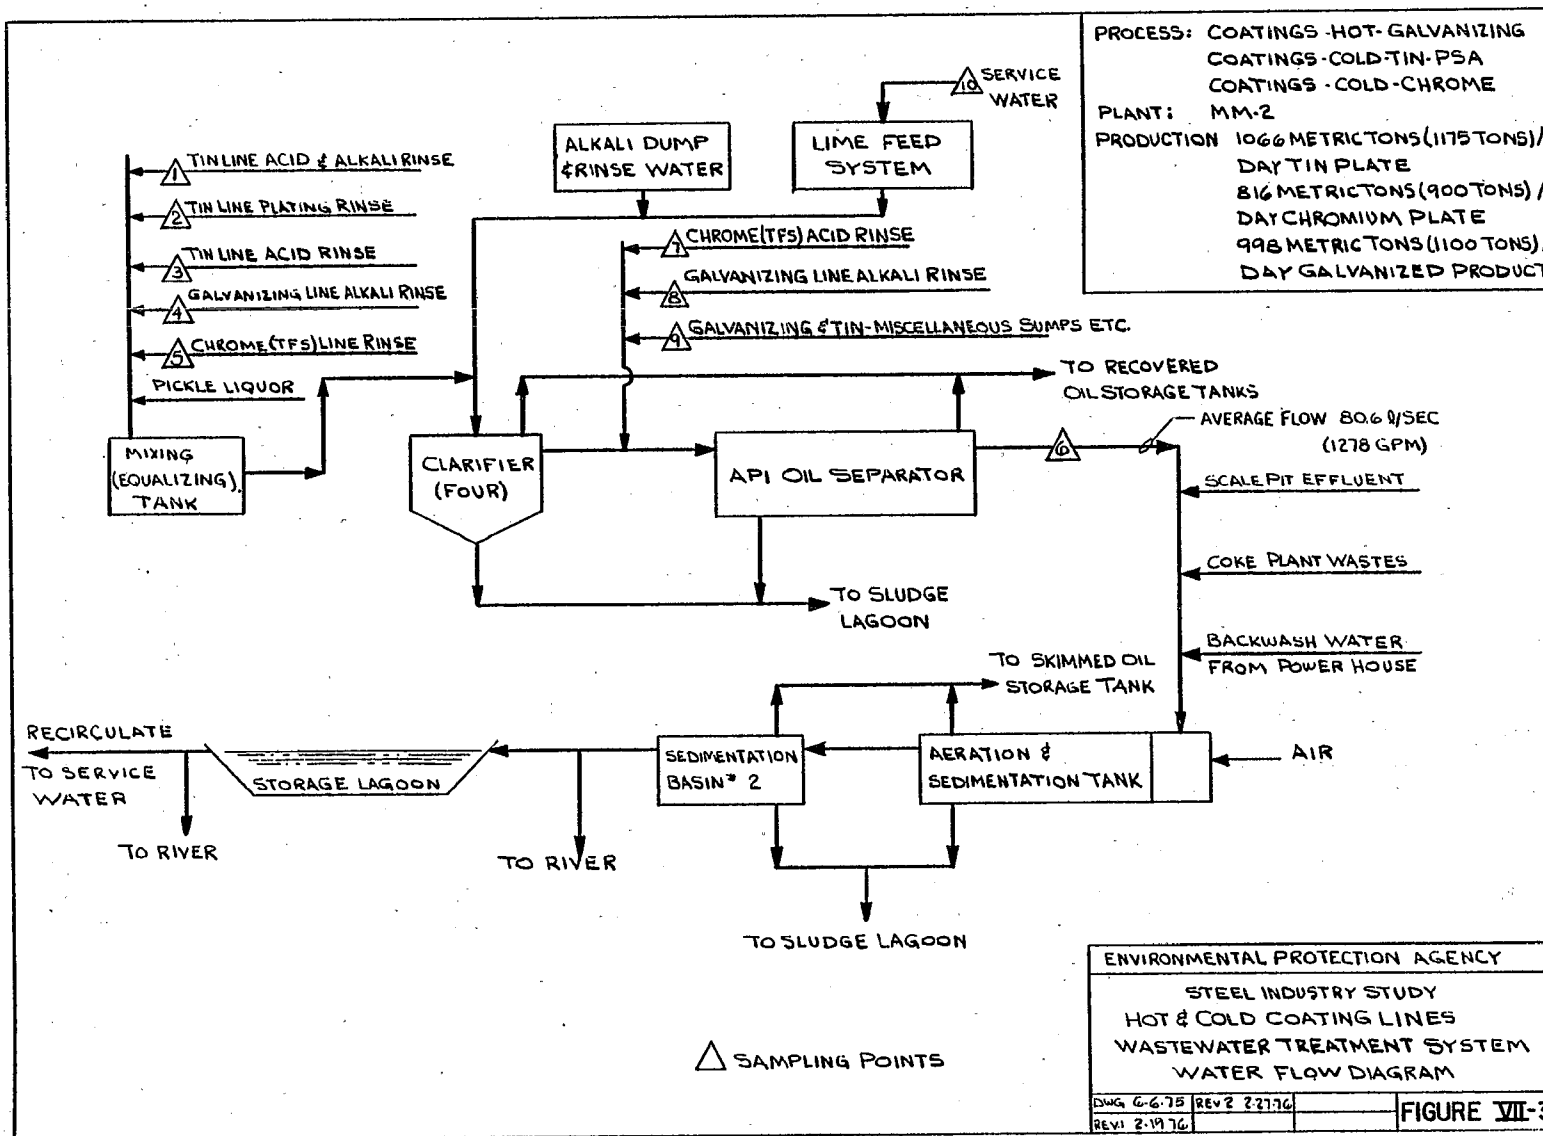 PROCESS: COATINGS-HOT-GALVANIZING
COATINGS-COLD-TIN-PSA
COATINGS-COLD-CHROME
PLANT: MM-2
PRODUCTION 1066 METRIC TONS (1175 TONS)/
DAY TIN PLATE
816 METRIC TONS (900 TONS)/
DAY CHROMIUM PLATE
998 METRIC TONS (1100 TONS)/
DAY GALVANIZED PRODUCT
10 SERVICE
WATER
ALKALI DUMP
& RINSE WATER
LIME FEED
SYSTEM
1 TIN LINE ACID & ALKALI RINSE
2 TIN LINE PLATING RINSE
3 TIN LINE ACID RINSE
4 GALVANIZING LINE ALKALI RINSE
5 CHROME (TFS) LINE RINSE
PICKLE LIQUOR
7 CHROME (TFS) ACID RINSE
8 GALVANIZING LINE ALKALI RINSE
9 GALVANIZING & TIN-MISCELLANEOUS SUMPS ETC.
TO RECOVERED
OIL STORAGE TANKS
MIXING
(EQUALIZING)
TANK
CLARIFIER
(FOUR)
API OIL SEPARATOR
6
AVERAGE FLOW 80.6 l/SEC
(1278 GPM)
SCALE PIT EFFLUENT
COKE PLANT WASTES
BACKWASH WATER
FROM POWER HOUSE
TO SLUDGE
LAGOON
TO SKIMMED OIL
STORAGE TANK
RECIRCULATE
TO SERVICE
WATER
STORAGE LAGOON
SEDIMENTATION
BASIN # 2
AERATION &
SEDIMENTATION TANK
AIR
TO RIVER
TO RIVER
TO SLUDGE LAGOON
SAMPLING POINTS
ENVIRONMENTAL PROTECTION AGENCY
STEEL INDUSTRY STUDY
HOT & COLD COATING LINES
WASTEWATER TREATMENT SYSTEM
WATER FLOW DIAGRAM
DWG 6-6-75 REV 2 2-27-76
REV. 1 2-19-76
FIGURE VII-3